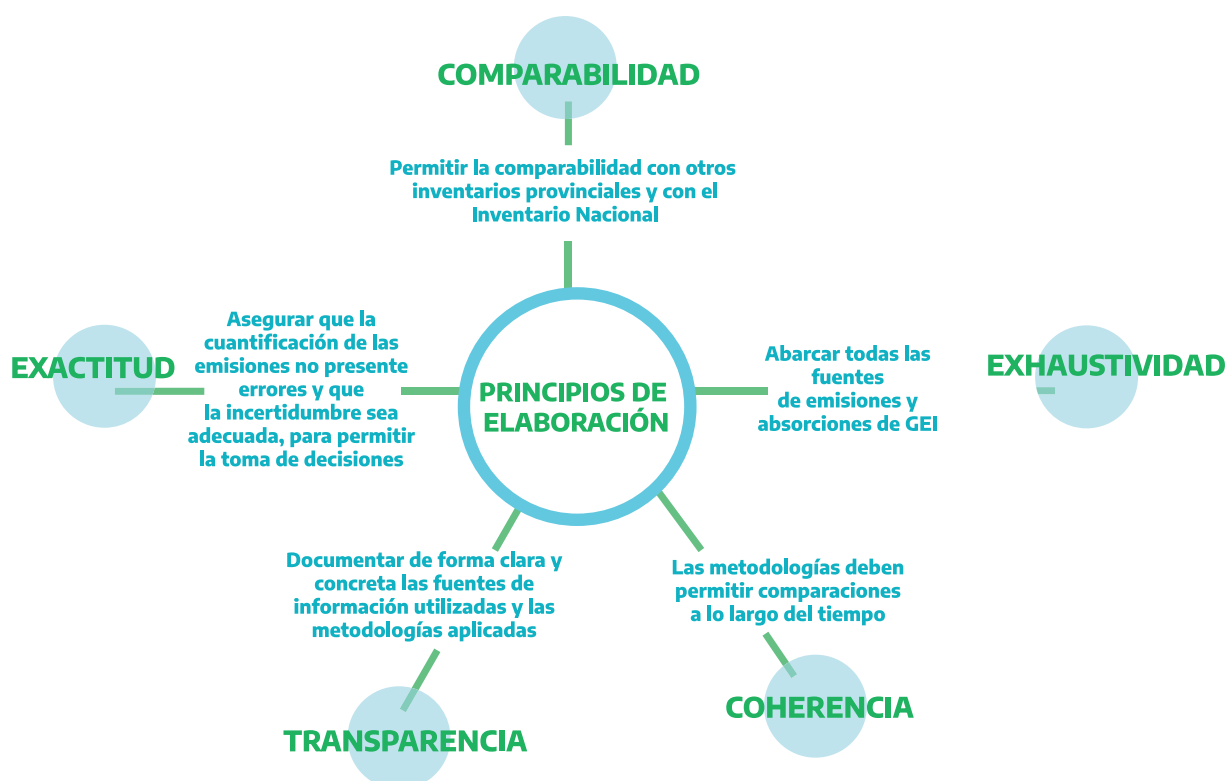 COMPARABILIDAD
Permitir la comparabilidad con otros
inventarios provinciales y con el
Inventario Nacional
EXACTITUD
Asegurar que la
cuantificación de las
emisiones no presente
errores y que
la incertidumbre sea
adecuada, para permitir
la toma de decisiones
PRINCIPIOS DE
ELABORACIÓN
Abarcar todas las
fuentes
de emisiones y
absorciones de GEI
EXHAUSTIVIDAD
Documentar de forma clara y
concreta las fuentes de
información utilizadas y las
metodologías aplicadas
TRANSPARENCIA
Las metodologías deben
permitir comparaciones
a lo largo del tiempo
COHERENCIA